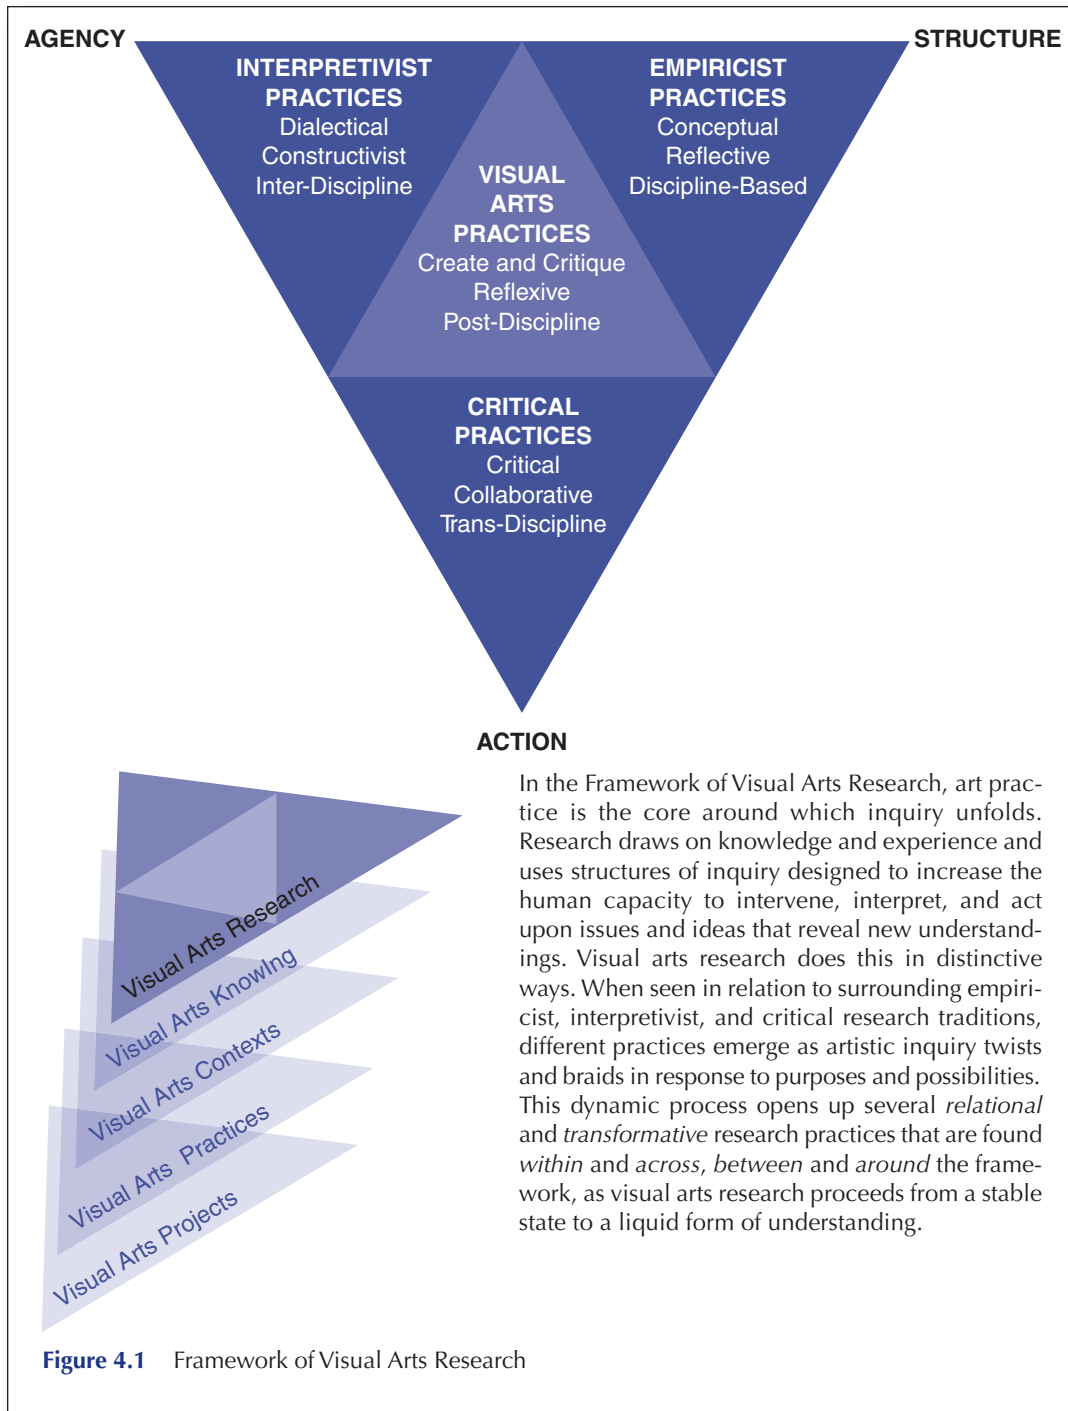 AGENCY
STRUCTURE
INTERPRETIVIST
PRACTICES
Dialectical
Constructivist
Inter-Discipline
EMPIRICIST
PRACTICES
Conceptual
Reflective
Discipline-Based
VISUAL
ARTS
PRACTICES
Create and Critique
Reflexive
Post-Discipline
CRITICAL
PRACTICES
Critical
Collaborative
Trans-Discipline
ACTION
Visual Arts Research
Visual Arts KnowIng
Visual Arts Contexts
Visual Arts Practices
Visual Arts Projects
In the Framework of Visual Arts Research, art prac-
tice is the core around which inquiry unfolds.
Research draws on knowledge and experience and
uses structures of inquiry designed to increase the
human capacity to intervene, interpret, and act
upon issues and ideas that reveal new understand-
ings. Visual arts research does this in distinctive
ways. When seen in relation to surrounding empiri-
cist, interpretivist, and critical research traditions,
different practices emerge as artistic inquiry twists
and braids in response to purposes and possibilities.
This dynamic process opens up several relational
and transformative research practices that are found
within and across, between and around the frame-
work, as visual arts research proceeds from a stable
state to a liquid form of understanding.
Figure 4.1 Framework of Visual Arts Research